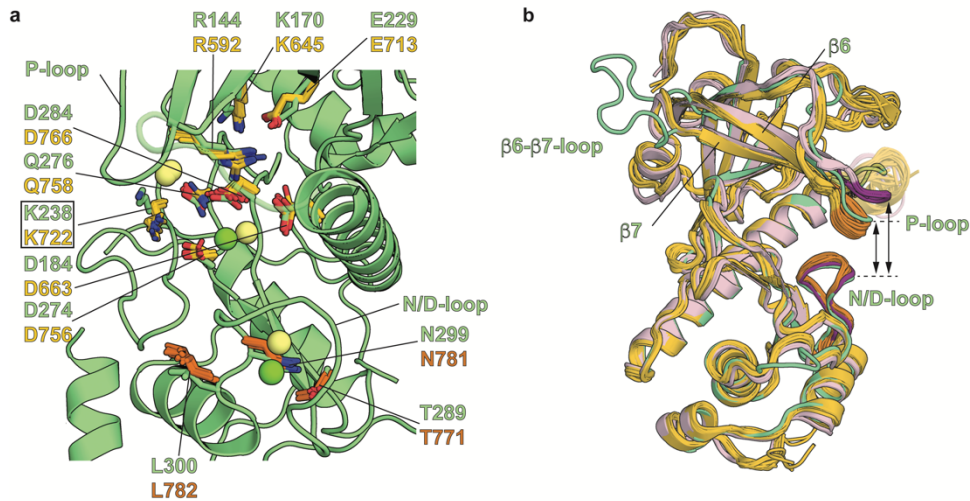 a
R144 K170 E229
R592 K645 E713
P-loop
D284
D766
Q276
Q758
K238
K722
D184
D663
D274
D756
N/D-loop
N299
N781
T289
T771
L300
L782
b
β6
β6-β7-loop
β7
P-loop
N/D-loop